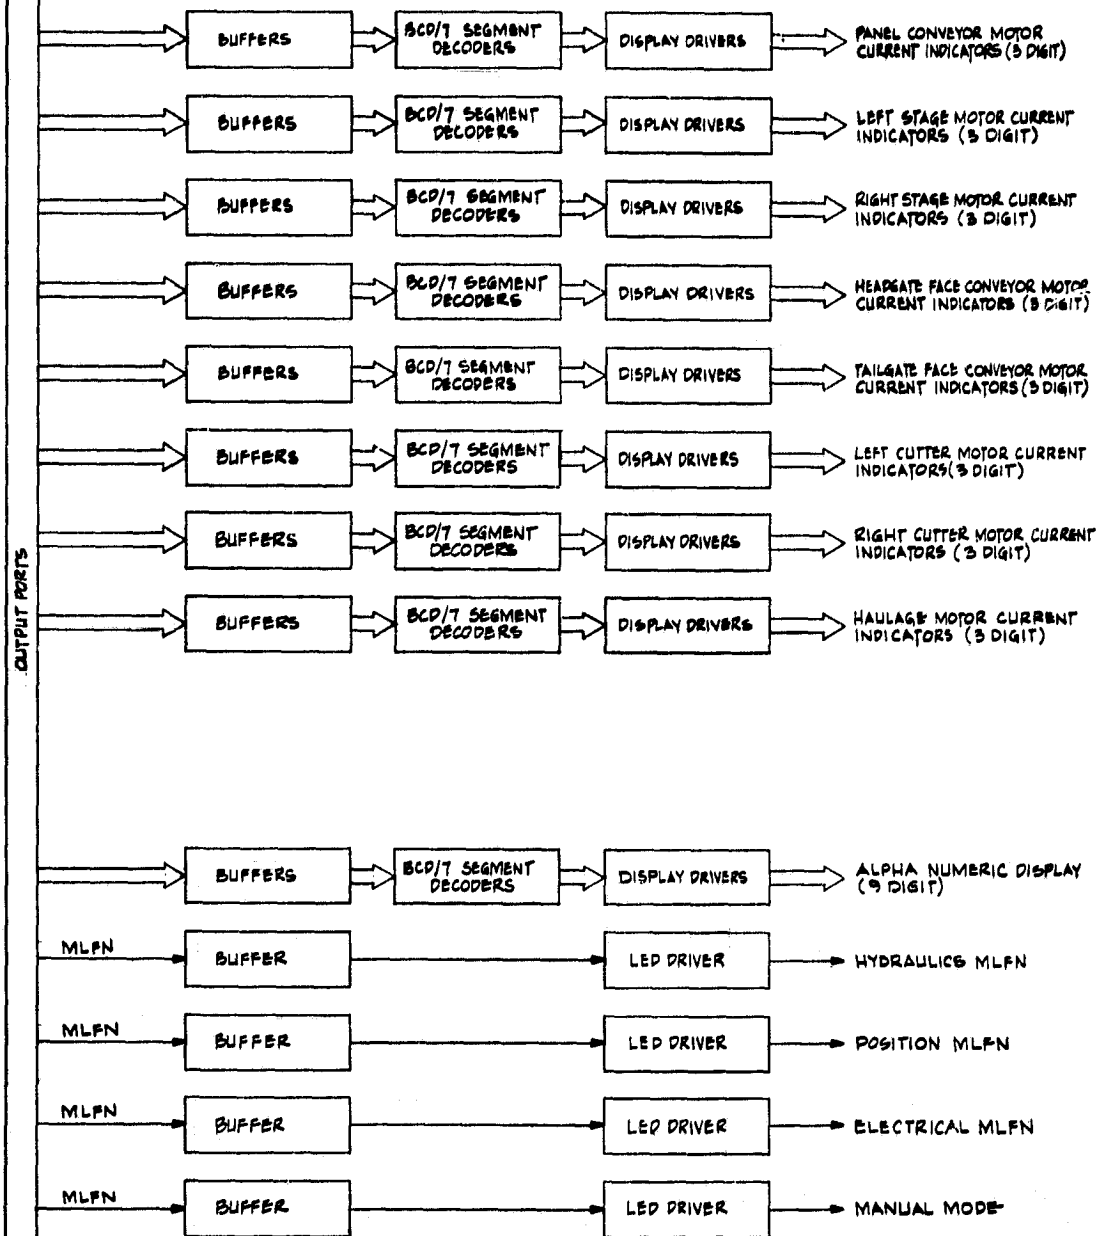 OUTPUT PORTS
BUFFERS
BCD/7 SEGMENT
DECODERS
DISPLAY DRIVERS
PANEL CONVEYOR MOTOR
CURRENT INDICATORS (3 DIGIT)
BUFFERS
BCD/7 SEGMENT
DECODERS
DISPLAY DRIVERS
LEFT STAGE MOTOR CURRENT
INDICATORS (3 DIGIT)
BUFFERS
BCD/7 SEGMENT
DECODERS
DISPLAY DRIVERS
RIGHT STAGE MOTOR CURRENT
INDICATORS (3 DIGIT)
BUFFERS
BCD/7 SEGMENT
DECODERS
DISPLAY DRIVERS
HEADGATE FACE CONVEYOR MOTOR
CURRENT INDICATORS (3 DIGIT)
BUFFERS
BCD/7 SEGMENT
DECODERS
DISPLAY DRIVERS
TAILGATE FACE CONVEYOR MOTOR
CURRENT INDICATORS (3 DIGIT)
BUFFERS
BCD/7 SEGMENT
DECODERS
DISPLAY DRIVERS
LEFT CUTTER MOTOR CURRENT
INDICATORS (3 DIGIT)
BUFFERS
BCD/7 SEGMENT
DECODERS
DISPLAY DRIVERS
RIGHT CUTTER MOTOR CURRENT
INDICATORS (3 DIGIT)
BUFFERS
BCD/7 SEGMENT
DECODERS
DISPLAY DRIVERS
HAULAGE MOTOR CURRENT
INDICATORS (3 DIGIT)
BUFFERS
BCD/7 SEGMENT
DECODERS
DISPLAY DRIVERS
ALPHA NUMERIC DISPLAY
(9 DIGIT)
MLFN
BUFFER
LED DRIVER
HYDRAULICS MLFN
MLFN
BUFFER
LED DRIVER
POSITION MLFN
MLFN
BUFFER
LED DRIVER
ELECTRICAL MLFN
MLFN
BUFFER
LED DRIVER
MANUAL MODE